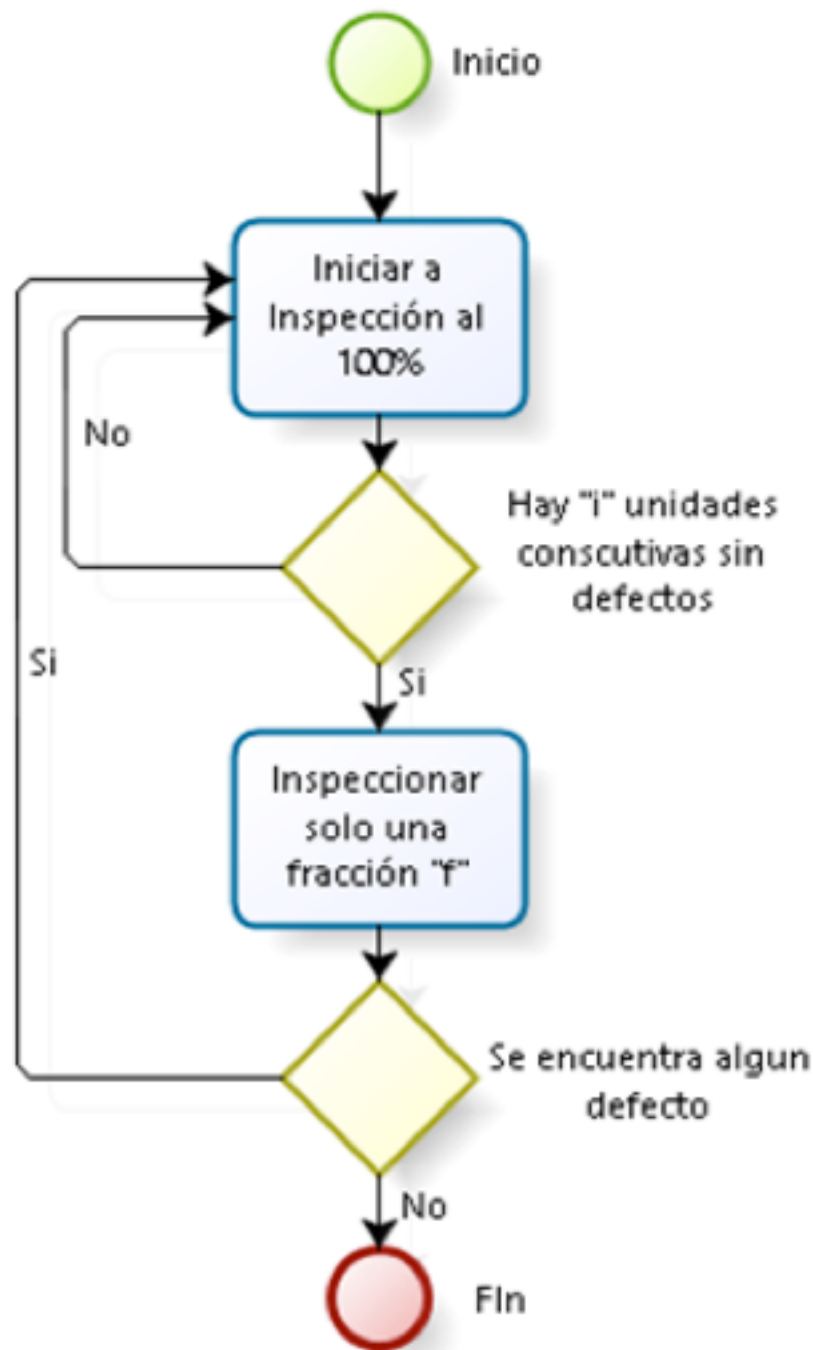 Inicio
Iniciar a
Inspección al
100%
No
Hay "i" unidades
conscutivas sin
defectos
Si
Si
Inspeccionar
solo una
fracción "f"
Se encuentra algun
defecto
No
FIn